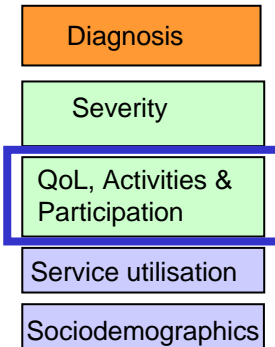 Diagnosis
Severity
QoL, Activities &
Participation
Service utilisation
Sociodemographics